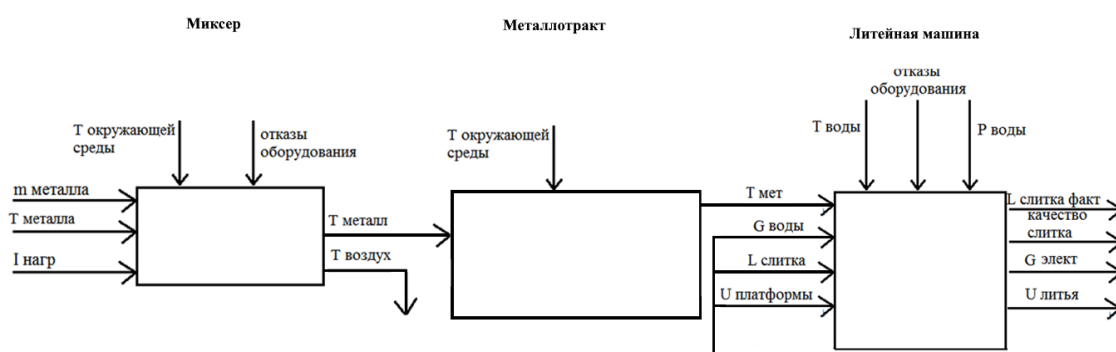 Миксер
Металлотракт
Литейная машина
Т окружающей
среды
отказы
оборудования
m металла
Т металла
I нагр
Т металл
Т воздух
Т окружающей
среды
отказы
оборудования
Т воды
Р воды
Т мет
G воды
L слитка
U платформы
L слитка факт
качество
слитка
G элект
U литья